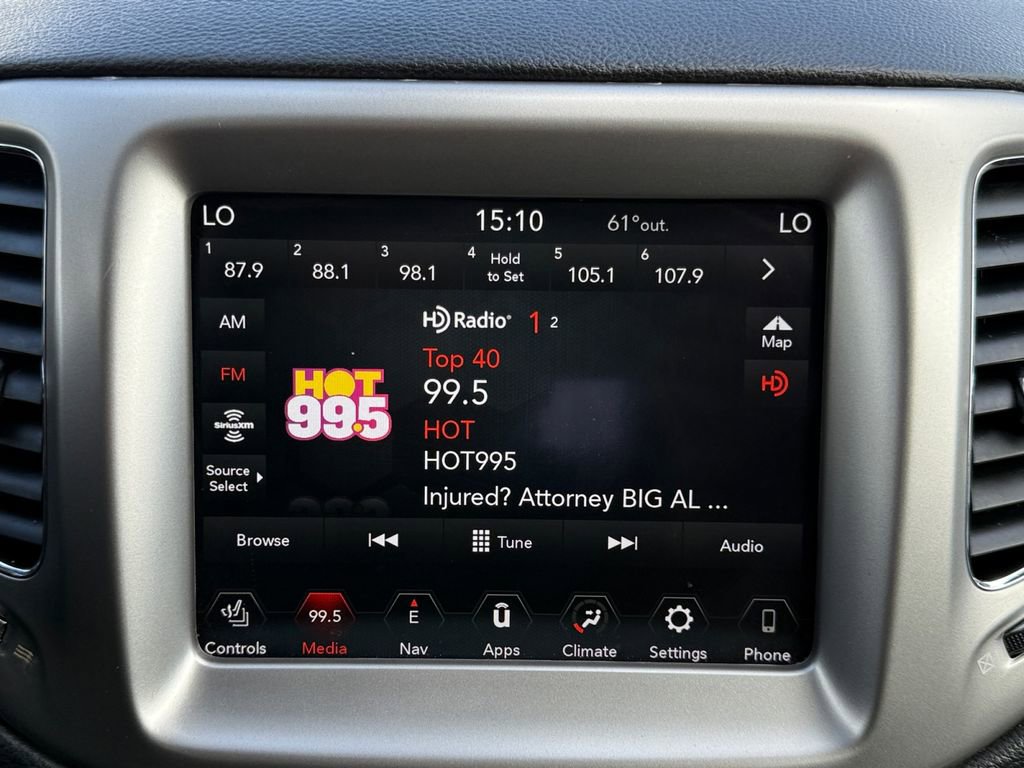 LO 15:10 61°out. LO
1 87.9 2 88.1 3 98.1 4 Hold to Set 5 105.1 6 107.9
AM
HD Radio® 1 2
Map
Top 40
FM
99.5
HD
HOT
99.5
HOT
SiriusXM
HOT995
Source
Select
Injured? Attorney BIG AL ...
Browse Tune Audio
99.5 E u
Controls Media Nav Apps Climate Settings Phone